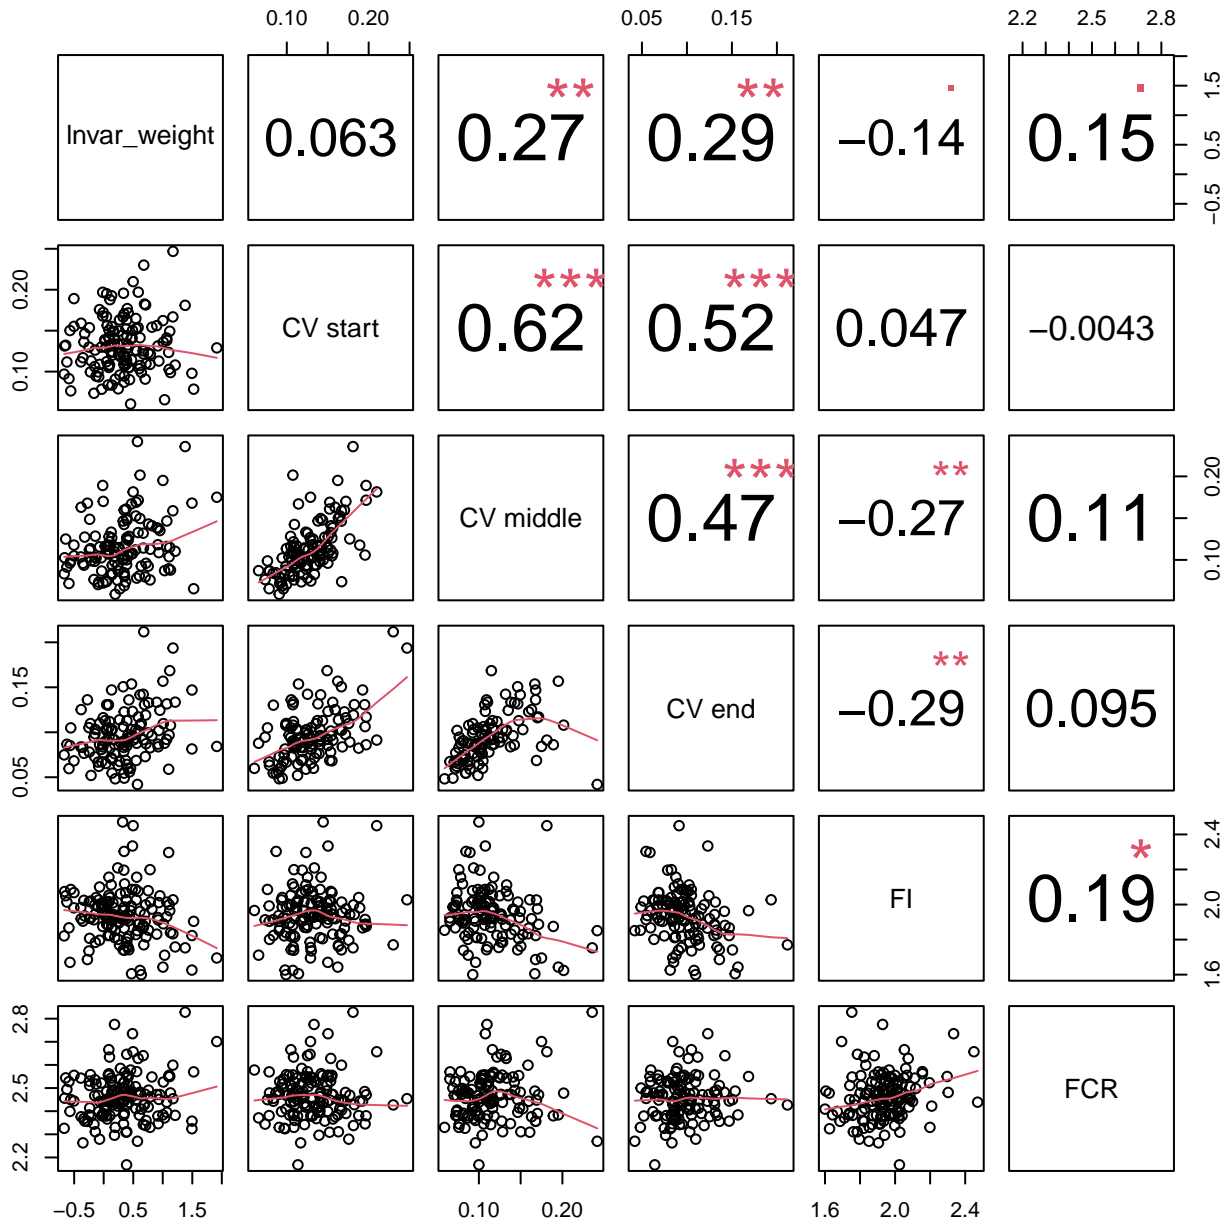 0.10 0.20 0.05 0.15 2.2 2.5 2.8
lnvar_weight 0.063 0.27 ** 0.29 ** −0.14 . 0.15 . −0.5 0.5 1.5
0.10 0.20 CV start 0.62 *** 0.52 *** 0.047 −0.0043
CV middle 0.47 *** −0.27 ** 0.11 0.10 0.20
0.05 0.15 CV end −0.29 ** 0.095
FI 0.19 * 1.6 2.0 2.4
2.2 2.5 2.8 FCR
−0.5 0.5 1.5 0.10 0.20 1.6 2.0 2.4